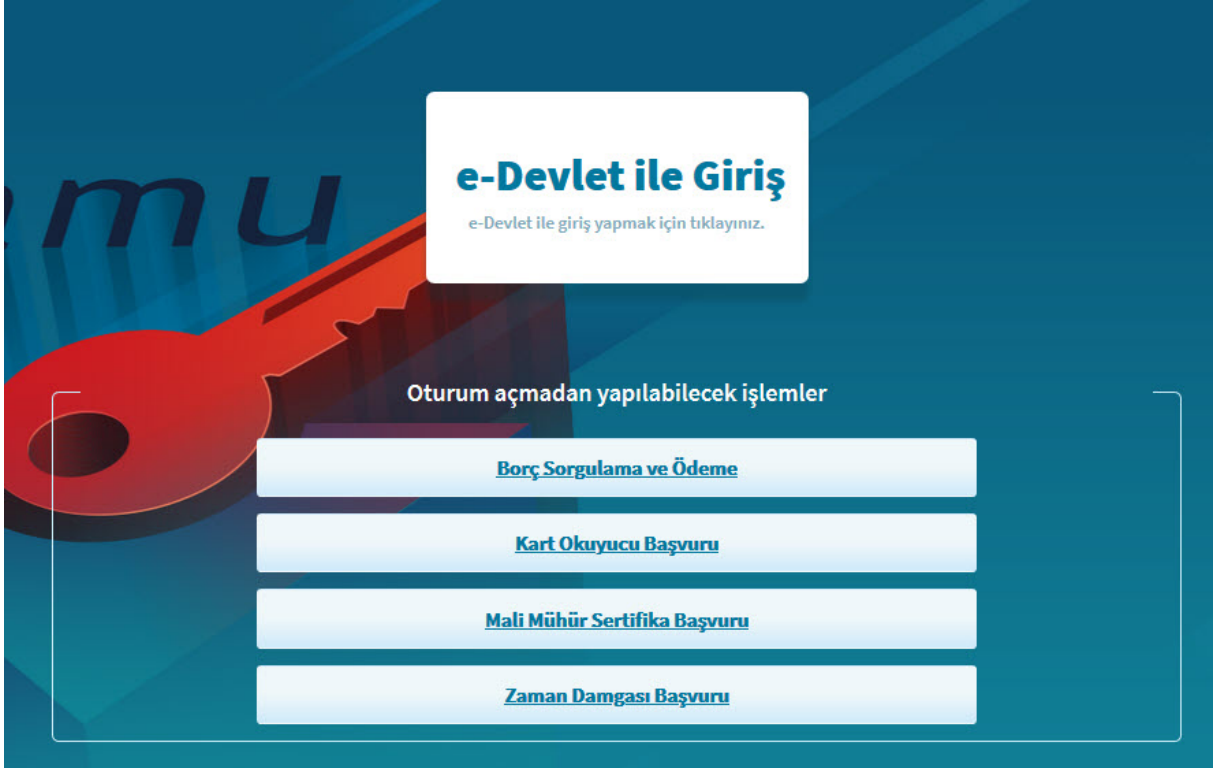 amu
e-Devlet ile Giriş
e-Devlet ile giriş yapmak için tıklayınız.
Oturum açmadan yapılabilecek işlemler
Borç Sorgulama ve Ödeme
Kart Okuyucu Başvuru
Mali Mühür Sertifika Başvuru
Zaman Damgası Başvuru